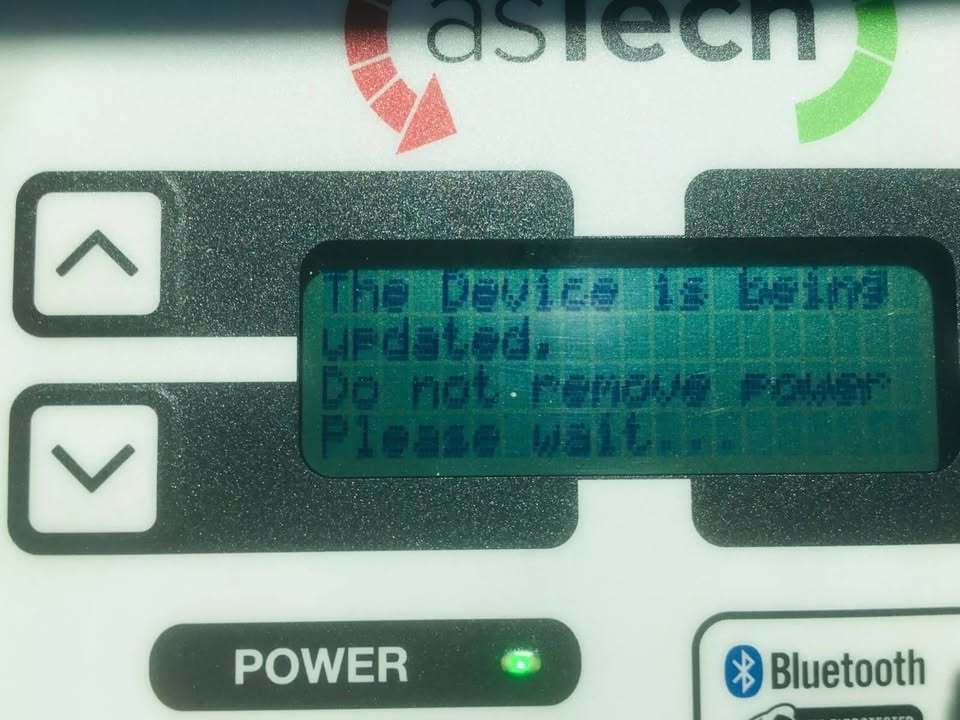 asTech
The Device is being
updated.
Do not remove power
Please wait...
POWER
Bluetooth